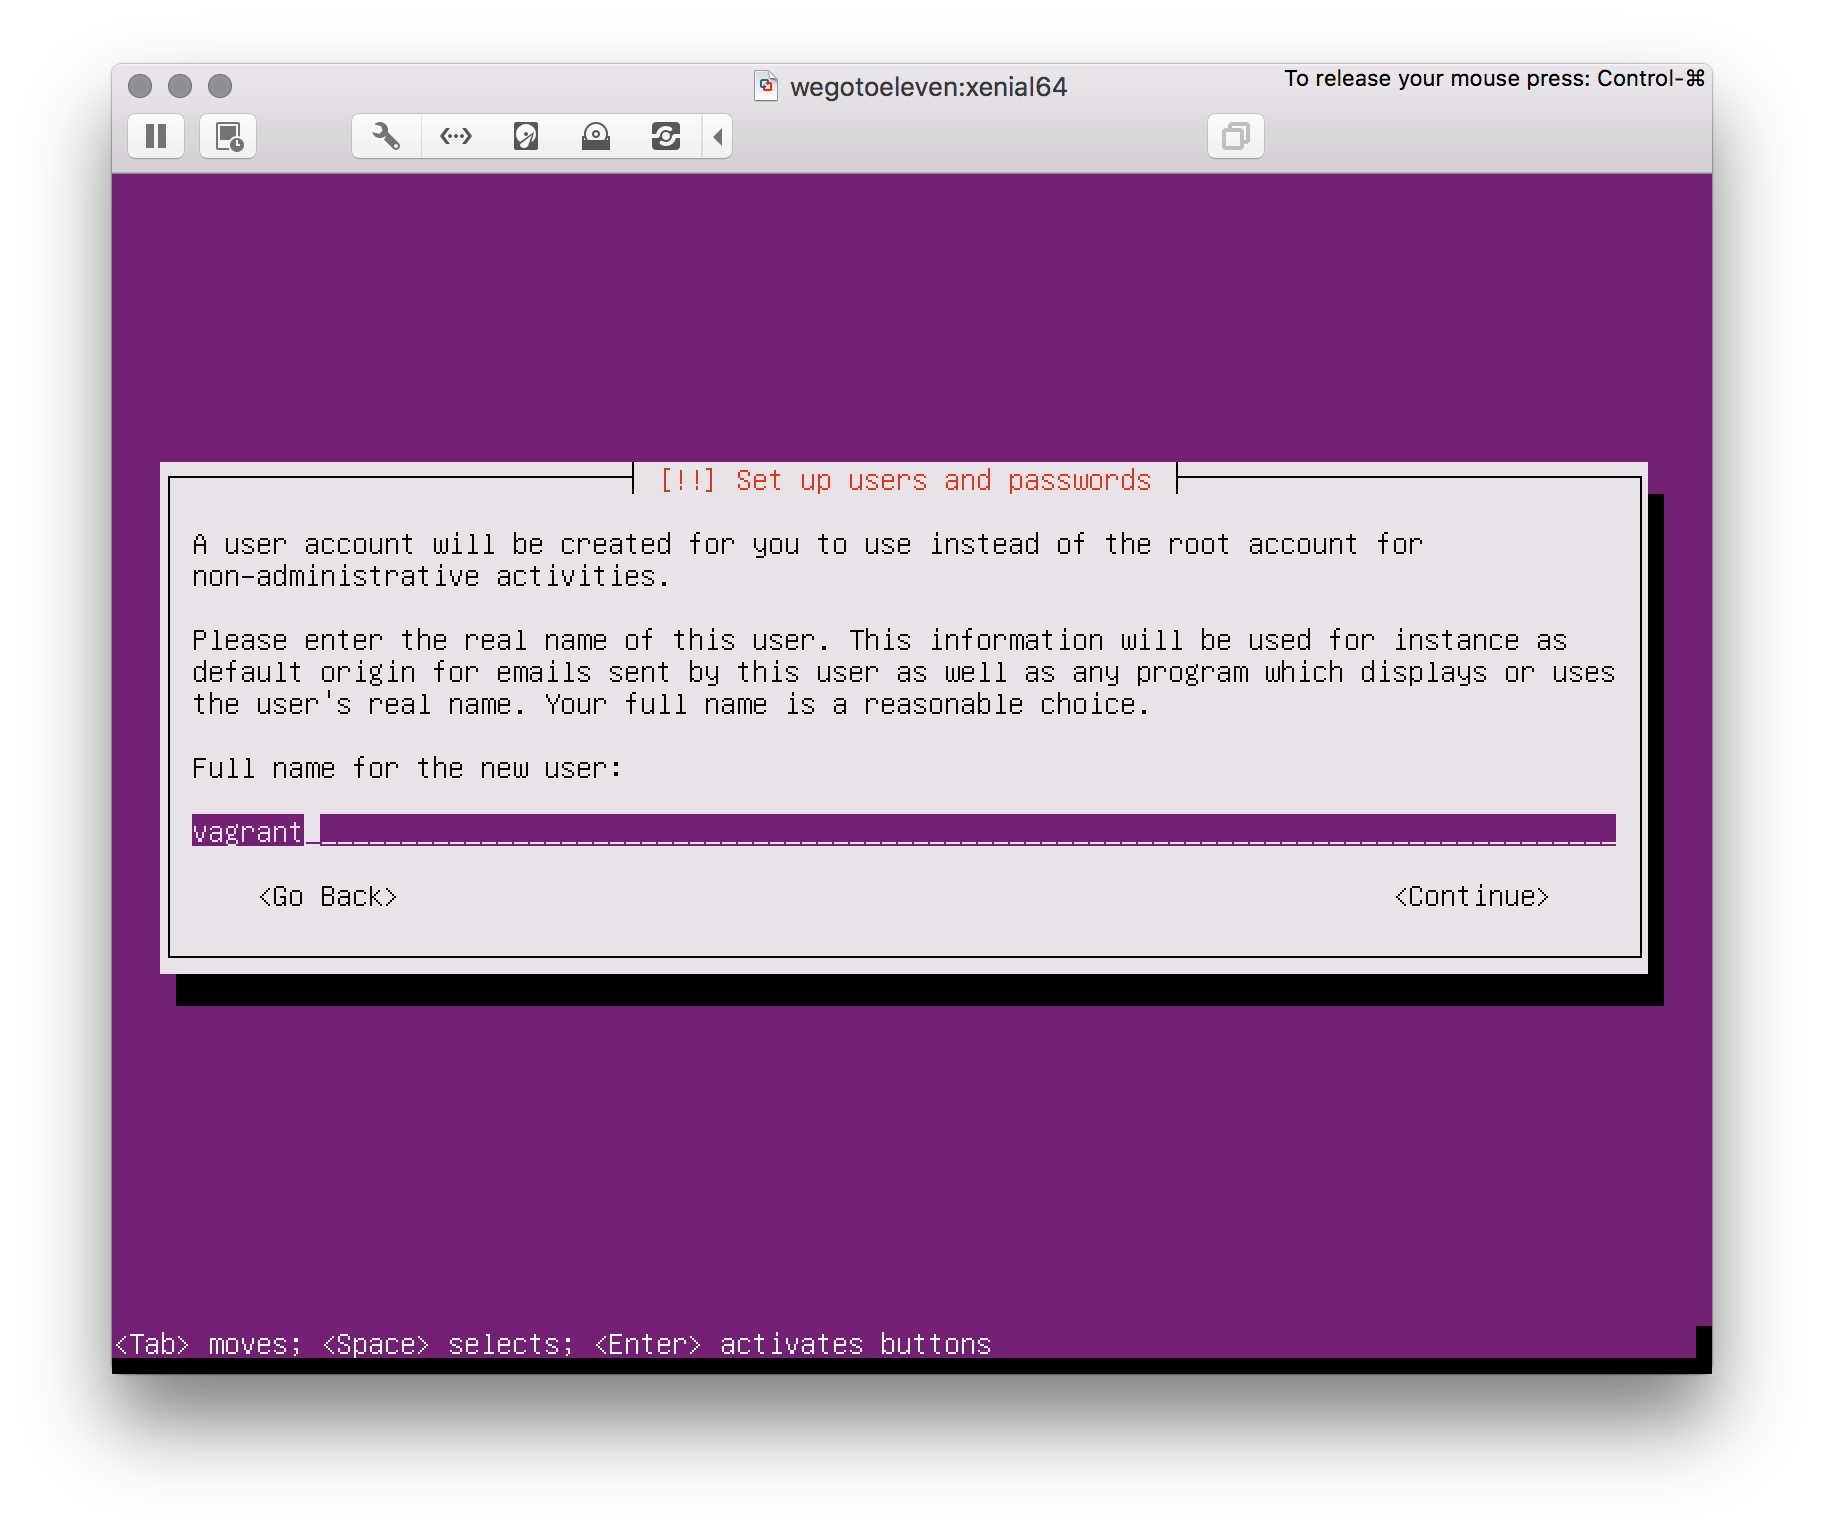 wegotoeleven:xenial64
To release your mouse press: Control-⌘
[!!] Set up users and passwords
A user account will be created for you to use instead of the root account for
non-administrative activities.
Please enter the real name of this user. This information will be used for instance as
default origin for emails sent by this user as well as any program which displays or uses
the user's real name. Your full name is a reasonable choice.
Full name for the new user:
vagrant
<Go Back> <Continue>
<Tab> moves; <Space> selects; <Enter> activates buttons